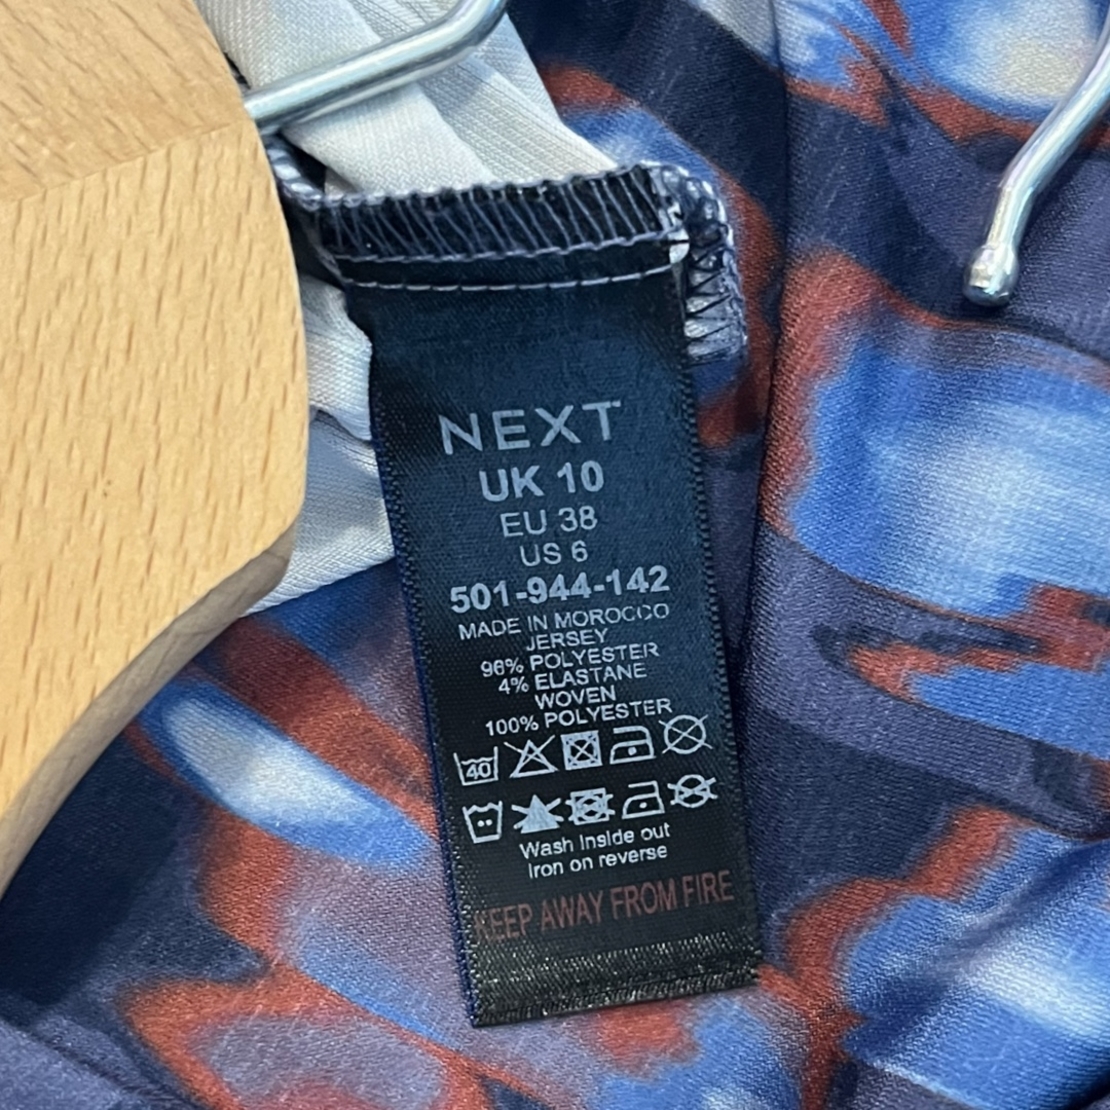 NEXT
UK 10
EU 38
US 6
501-944-142
MADE IN MOROCCO
JERSEY
96% POLYESTER
4% ELASTANE
WOVEN
100% POLYESTER
40
Wash inside out
Iron on reverse
KEEP AWAY FROM FIRE